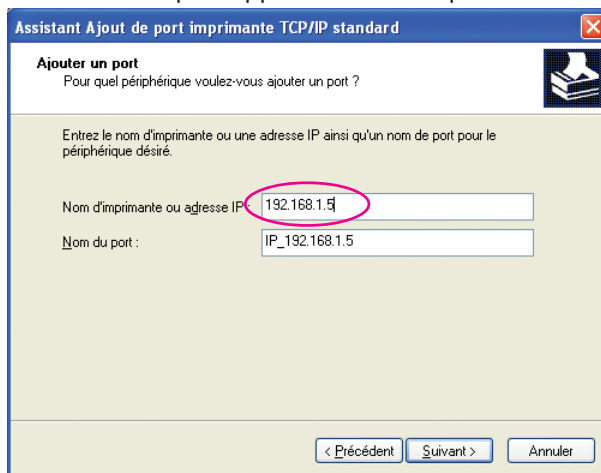 Assistant Ajout de port imprimante TCP/IP standard
Ajouter un port
Pour quel périphérique voulez-vous ajouter un port ?
Entrez le nom d'imprimante ou une adresse IP ainsi qu'un nom de port pour le
périphérique désiré.
Nom d'imprimante ou adresse IP : 192.168.1.5
Nom du port : IP_192.168.1.5
< Précédent Suivant > Annuler